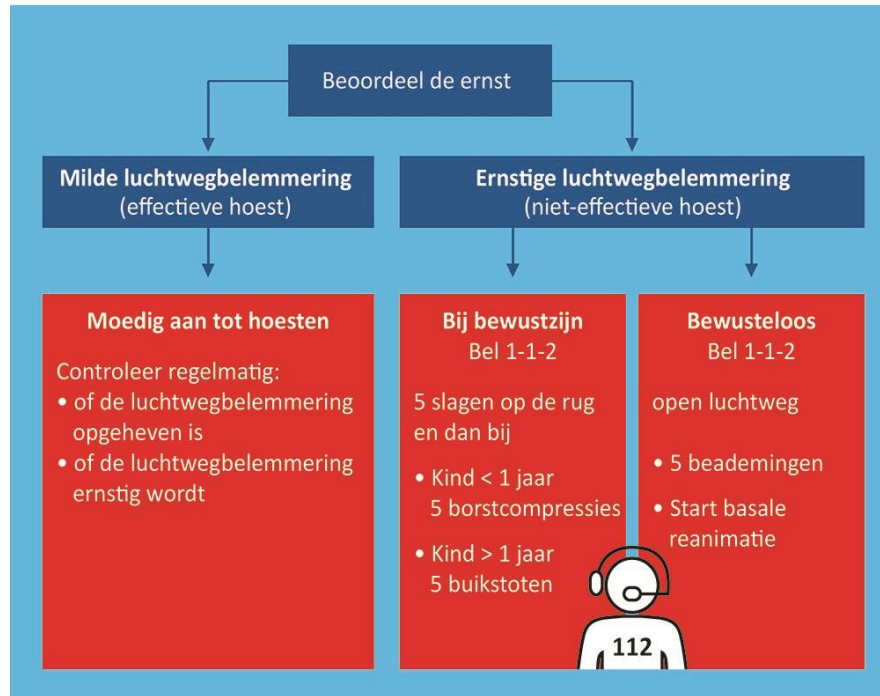 Beoordeel de ernst
Milde luchtwegbelemmering
(effectieve hoest)
Ernstige luchtwegbelemmering
(niet-effectieve hoest)
Moedig aan tot hoesten
Controleer regelmatig:
• of de luchtwegbelemmering
opgeheven is
• of de luchtwegbelemmering
ernstig wordt
Bij bewustzijn
Bel 1-1-2
5 slagen op de rug
en dan bij
• Kind < 1 jaar
5 borstcompressies
• Kind > 1 jaar
5 buikstoten
Bewusteloos
Bel 1-1-2
open luchtweg
• 5 beademingen
• Start basale
reanimatie
112